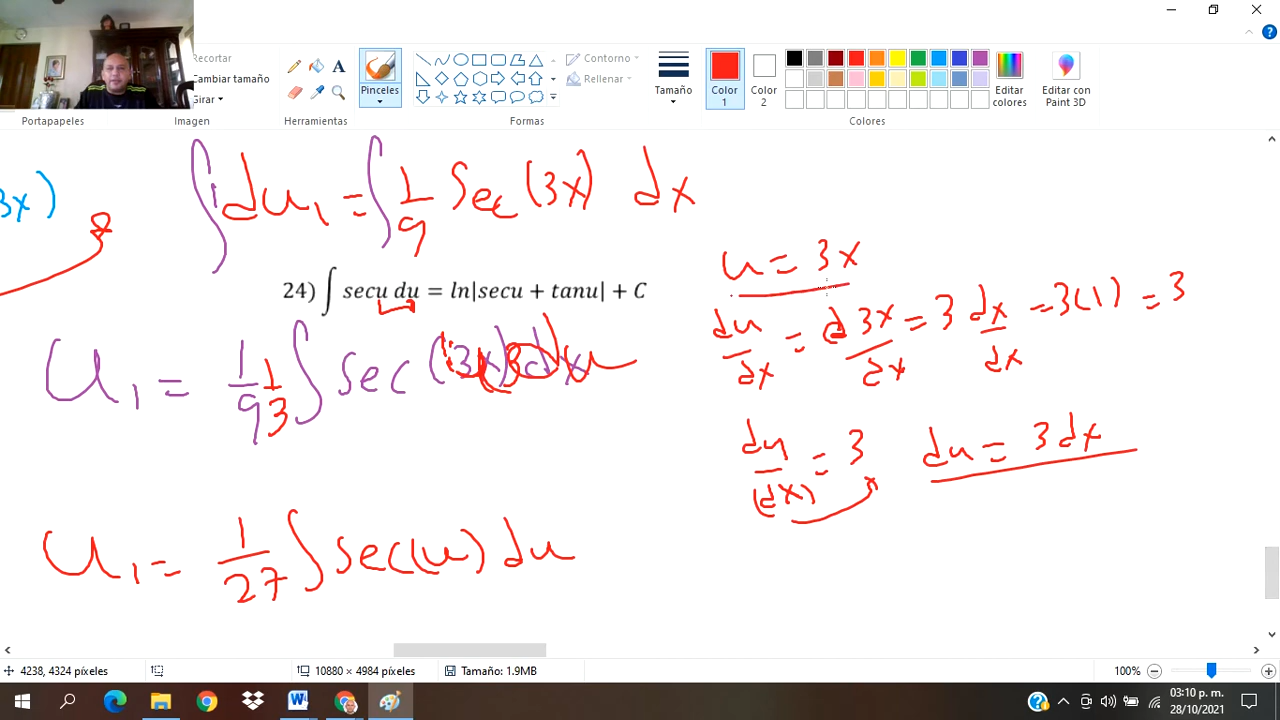 Recortar
Cambiar tamaño
Girar
Portapapeles
Imagen
Pinceles
Herramientas
Contorno
Rellenar
Formas
Tamaño
Color 1
Color 2
Editar colores
Editar con Paint 3D
Colores
3x)
∫du₁ = ∫ 1/9 Sec(3x) dx
24) ∫ secu du = ln|secu + tanu| + C
u = 3x
du/dx = d3x/dx = 3 dx/dx = 3(1) = 3
U₁ = 1/9 1/3 ∫ Sec(3x) 3dx du
du/(dx) = 3
du = 3dx
U₁ = 1/27 ∫ Sec(u) du
4238, 4324 píxeles
10880 × 4984 píxeles
Tamaño: 1.9MB
100%
03:10 p. m.
28/10/2021